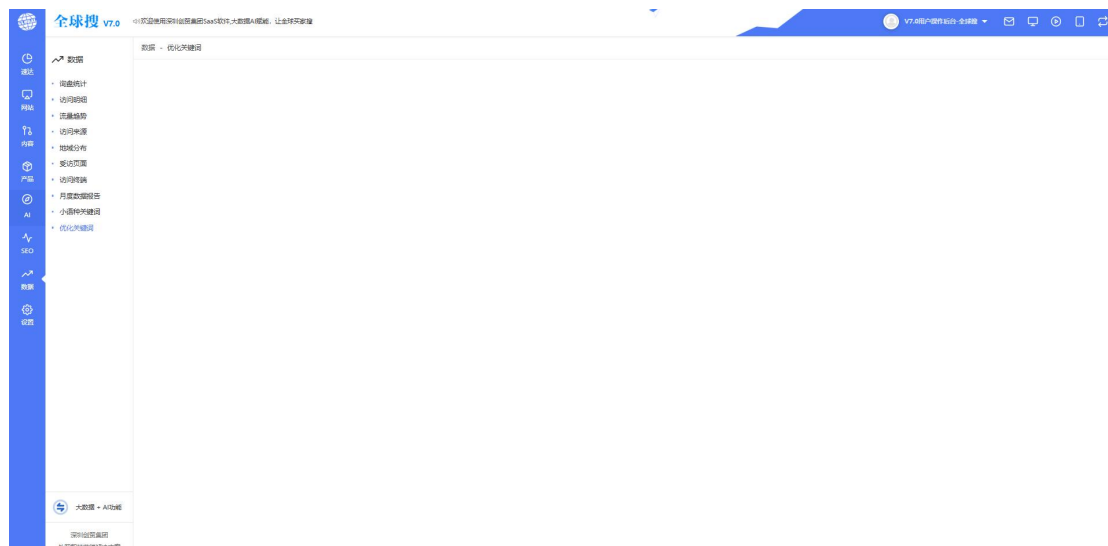 全球搜 V7.0
欢迎使用深圳创贸集团SaaS软件,大数据AI赋能,让全球买家撞
V7.0用户操作后台-全球搜
数据 - 优化关键词
速达
网站
内容
产品
AI
SEO
数据
设置
数据
询盘统计
访问明细
流量趋势
访问来源
地域分布
受访页面
访问终端
月度数据报告
小语种关键词
优化关键词
大数据 + AI功能
深圳创贸集团